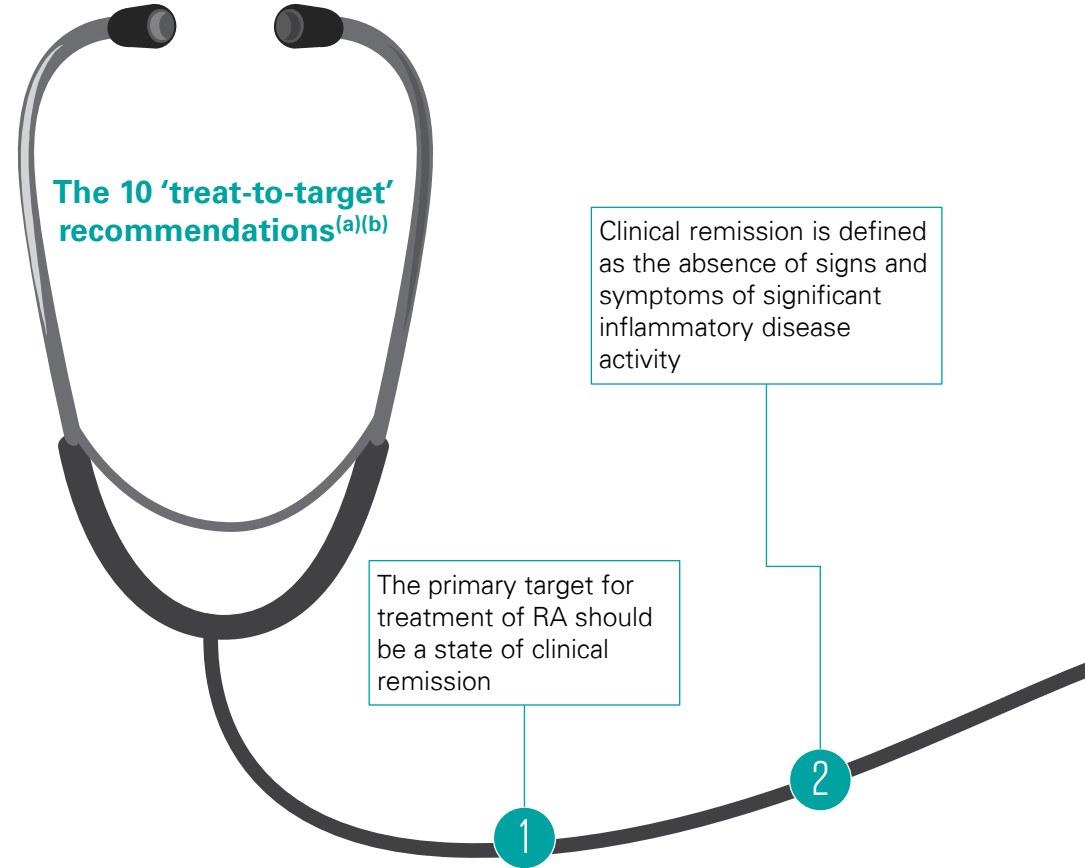 The 10 ‘treat-to-target’
recommendations(a)(b)
Clinical remission is defined
as the absence of signs and
symptoms of significant
inflammatory disease
activity
The primary target for
treatment of RA should
be a state of clinical
remission
1
2